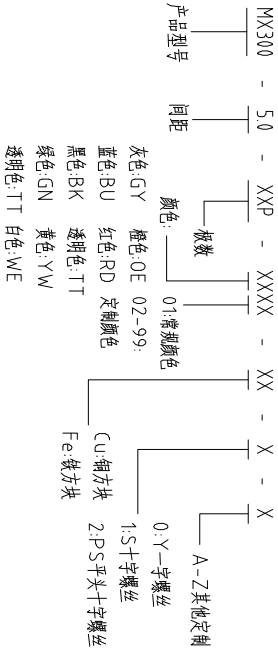 MX300 - 5.0 - XXP - XXXX - XX - X - X
产品型号
间距
极数
颜色:
01:常规颜色
灰色:GY 橙色:OE 02-99:
蓝色:BU 红色:RD 定制颜色
黑色:BK 透明色:TT
绿色:GN 黄色:YW
透明色:TT 白色:WE
Cu:铜方块
Fe:铁方块
0:Y一字螺丝
1:S十字螺丝
2:PS平头十字螺丝
A-Z其他定制